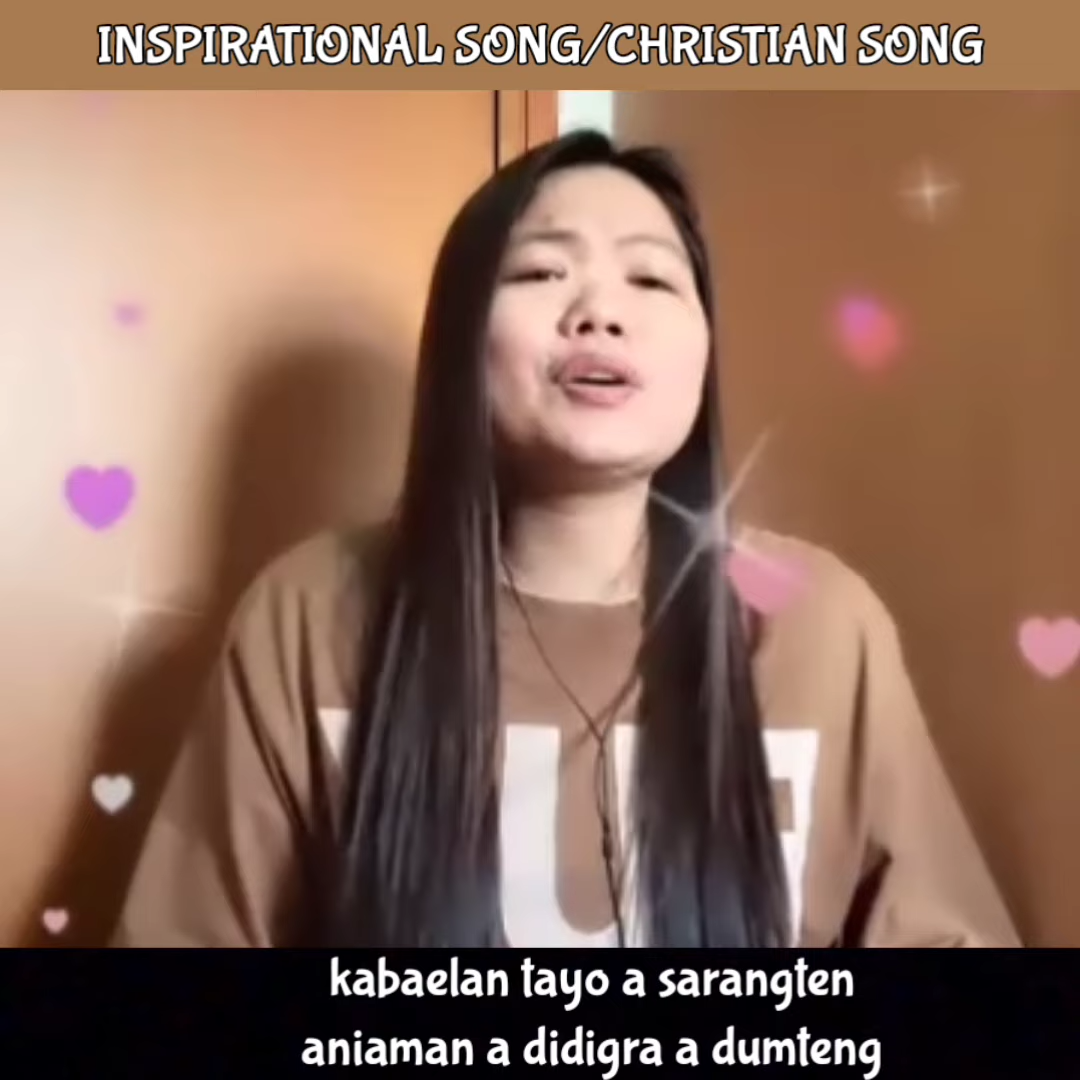 INSPIRATIONAL SONG/CHRISTIAN SONG
kabaelan tayo a sarangten
aniaman a didigra a dumteng